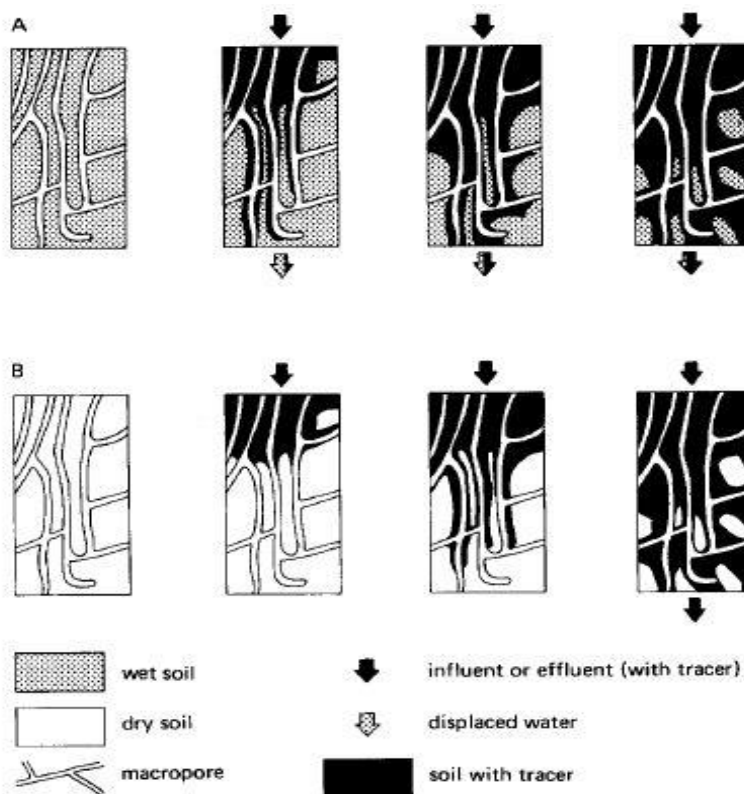 A
B
wet soil
influent or effluent (with tracer)
dry soil
displaced water
macropore
soil with tracer